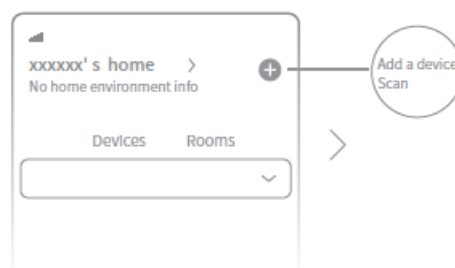 xxxxxx' s home
No home environment info
Add a device
Scan
Devices
Rooms